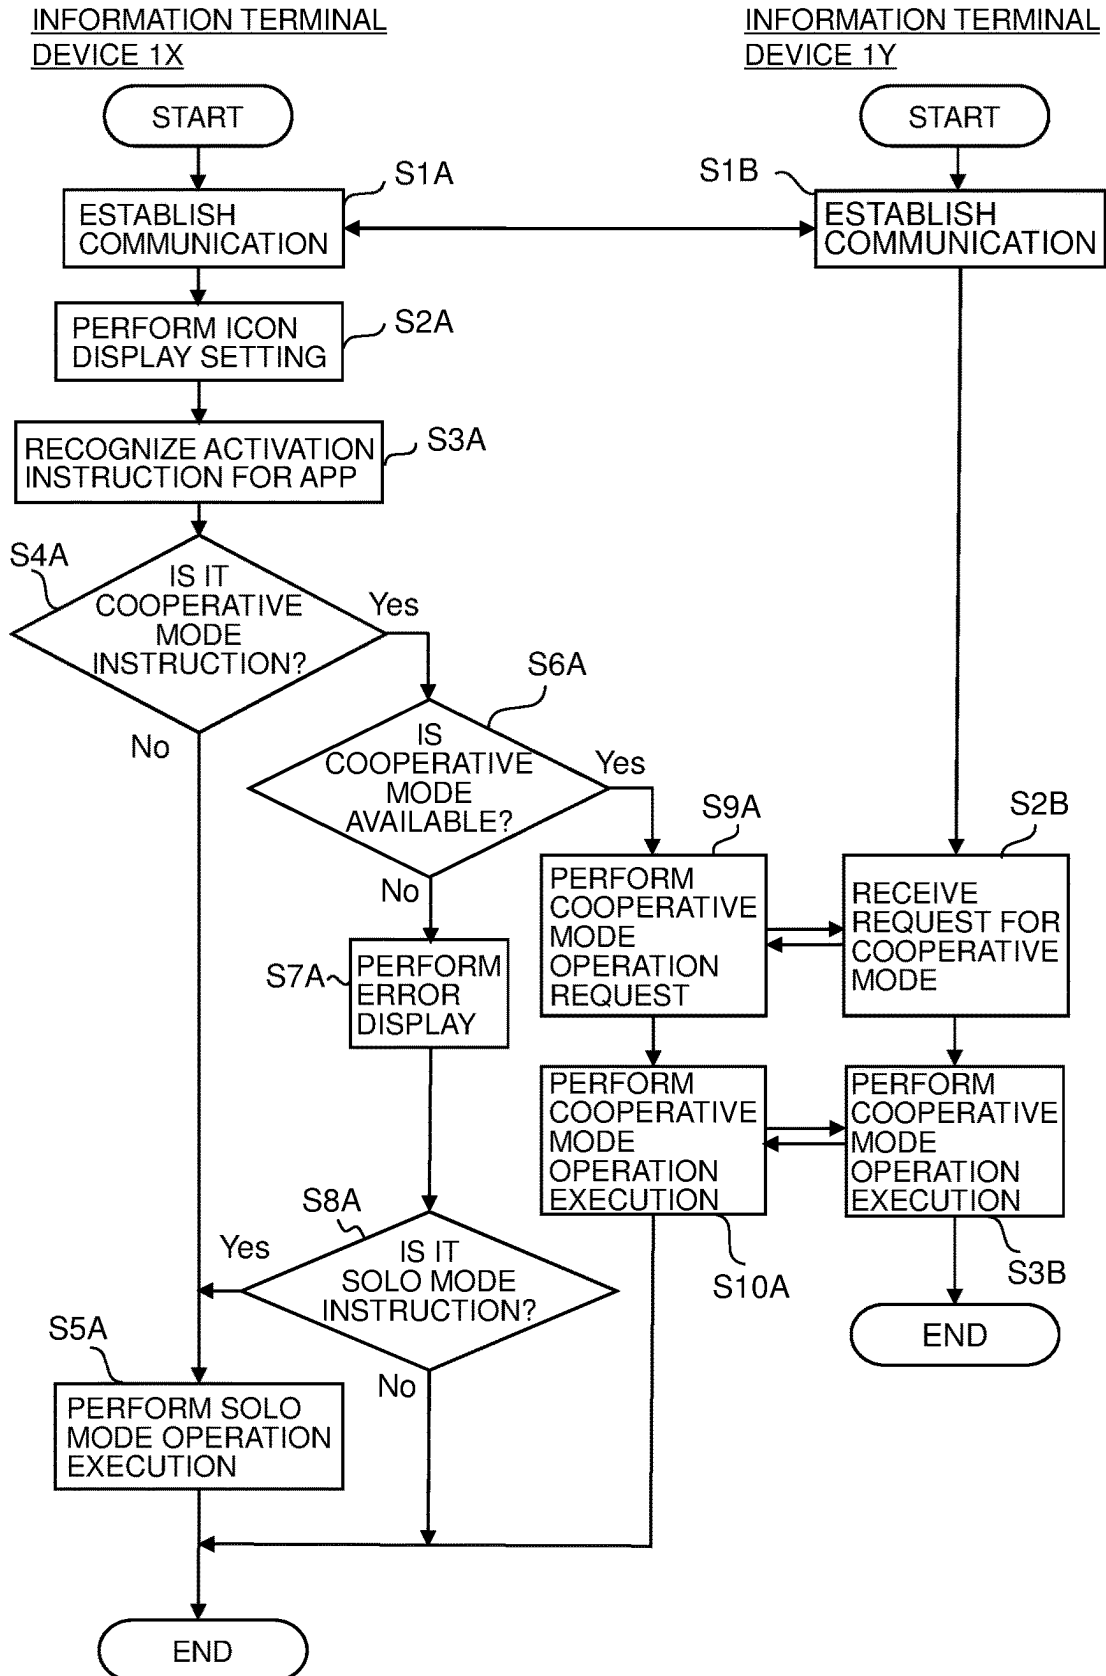 INFORMATION TERMINAL
DEVICE 1X
INFORMATION TERMINAL
DEVICE 1Y
START
START
S1A
S1B
ESTABLISH
COMMUNICATION
ESTABLISH
COMMUNICATION
S2A
PERFORM ICON
DISPLAY SETTING
S3A
RECOGNIZE ACTIVATION
INSTRUCTION FOR APP
S4A
IS IT
COOPERATIVE
MODE
INSTRUCTION?
Yes
No
S6A
IS
COOPERATIVE
MODE
AVAILABLE?
Yes
No
S9A
PERFORM
COOPERATIVE
MODE
OPERATION
REQUEST
S2B
RECEIVE
REQUEST FOR
COOPERATIVE
MODE
S7A
PERFORM
ERROR
DISPLAY
PERFORM
COOPERATIVE
MODE
OPERATION
EXECUTION
S10A
PERFORM
COOPERATIVE
MODE
OPERATION
EXECUTION
S3B
S8A
Yes
IS IT
SOLO MODE
INSTRUCTION?
No
END
S5A
PERFORM SOLO
MODE OPERATION
EXECUTION
END